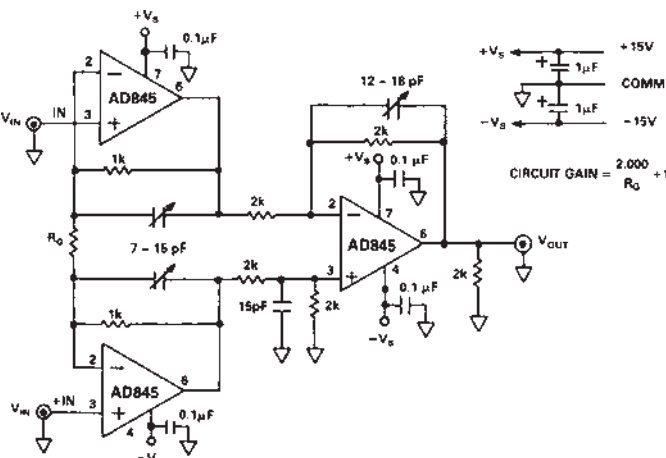 +Vs
0.1µF
2
7
6
AD845
VIN
IN
3
1k
RG
7 – 15 pF
1k
2
6
AD845
VIN
+IN
3
4
0.1µF
–V
12 – 18 pF
2k
+Vs
0.1 µF
2k
2
7
6
AD845
3
4
2k
15pF
2k
0.1 µF
–Vs
2k
VOUT
+Vs
+15V
1µF
COMM
1µF
–Vs
–15V
CIRCUIT GAIN = 2.000 / RG + 1